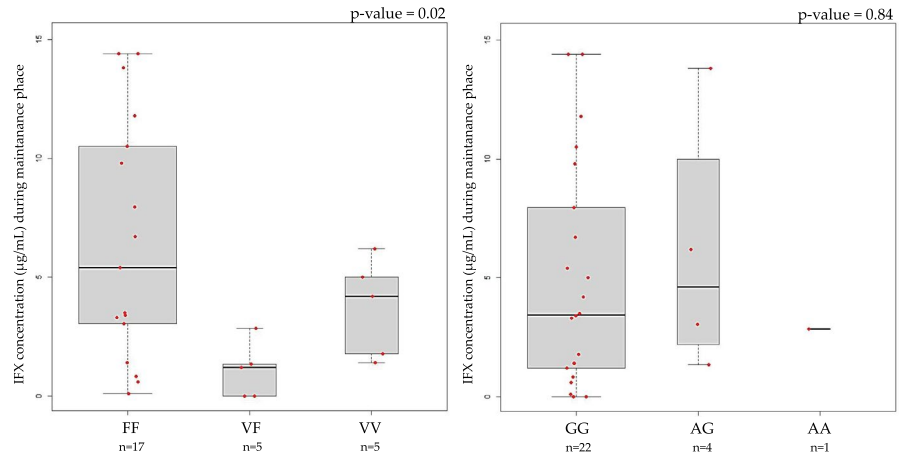 p-value = 0.02
IFX concentration (µg/mL) during maintanance phace
15
10
5
0
FF
VF
VV
n=17
n=5
n=5
p-value = 0.84
IFX concentration (µg/mL) during maintanance phace
15
10
5
0
GG
AG
AA
n=22
n=4
n=1